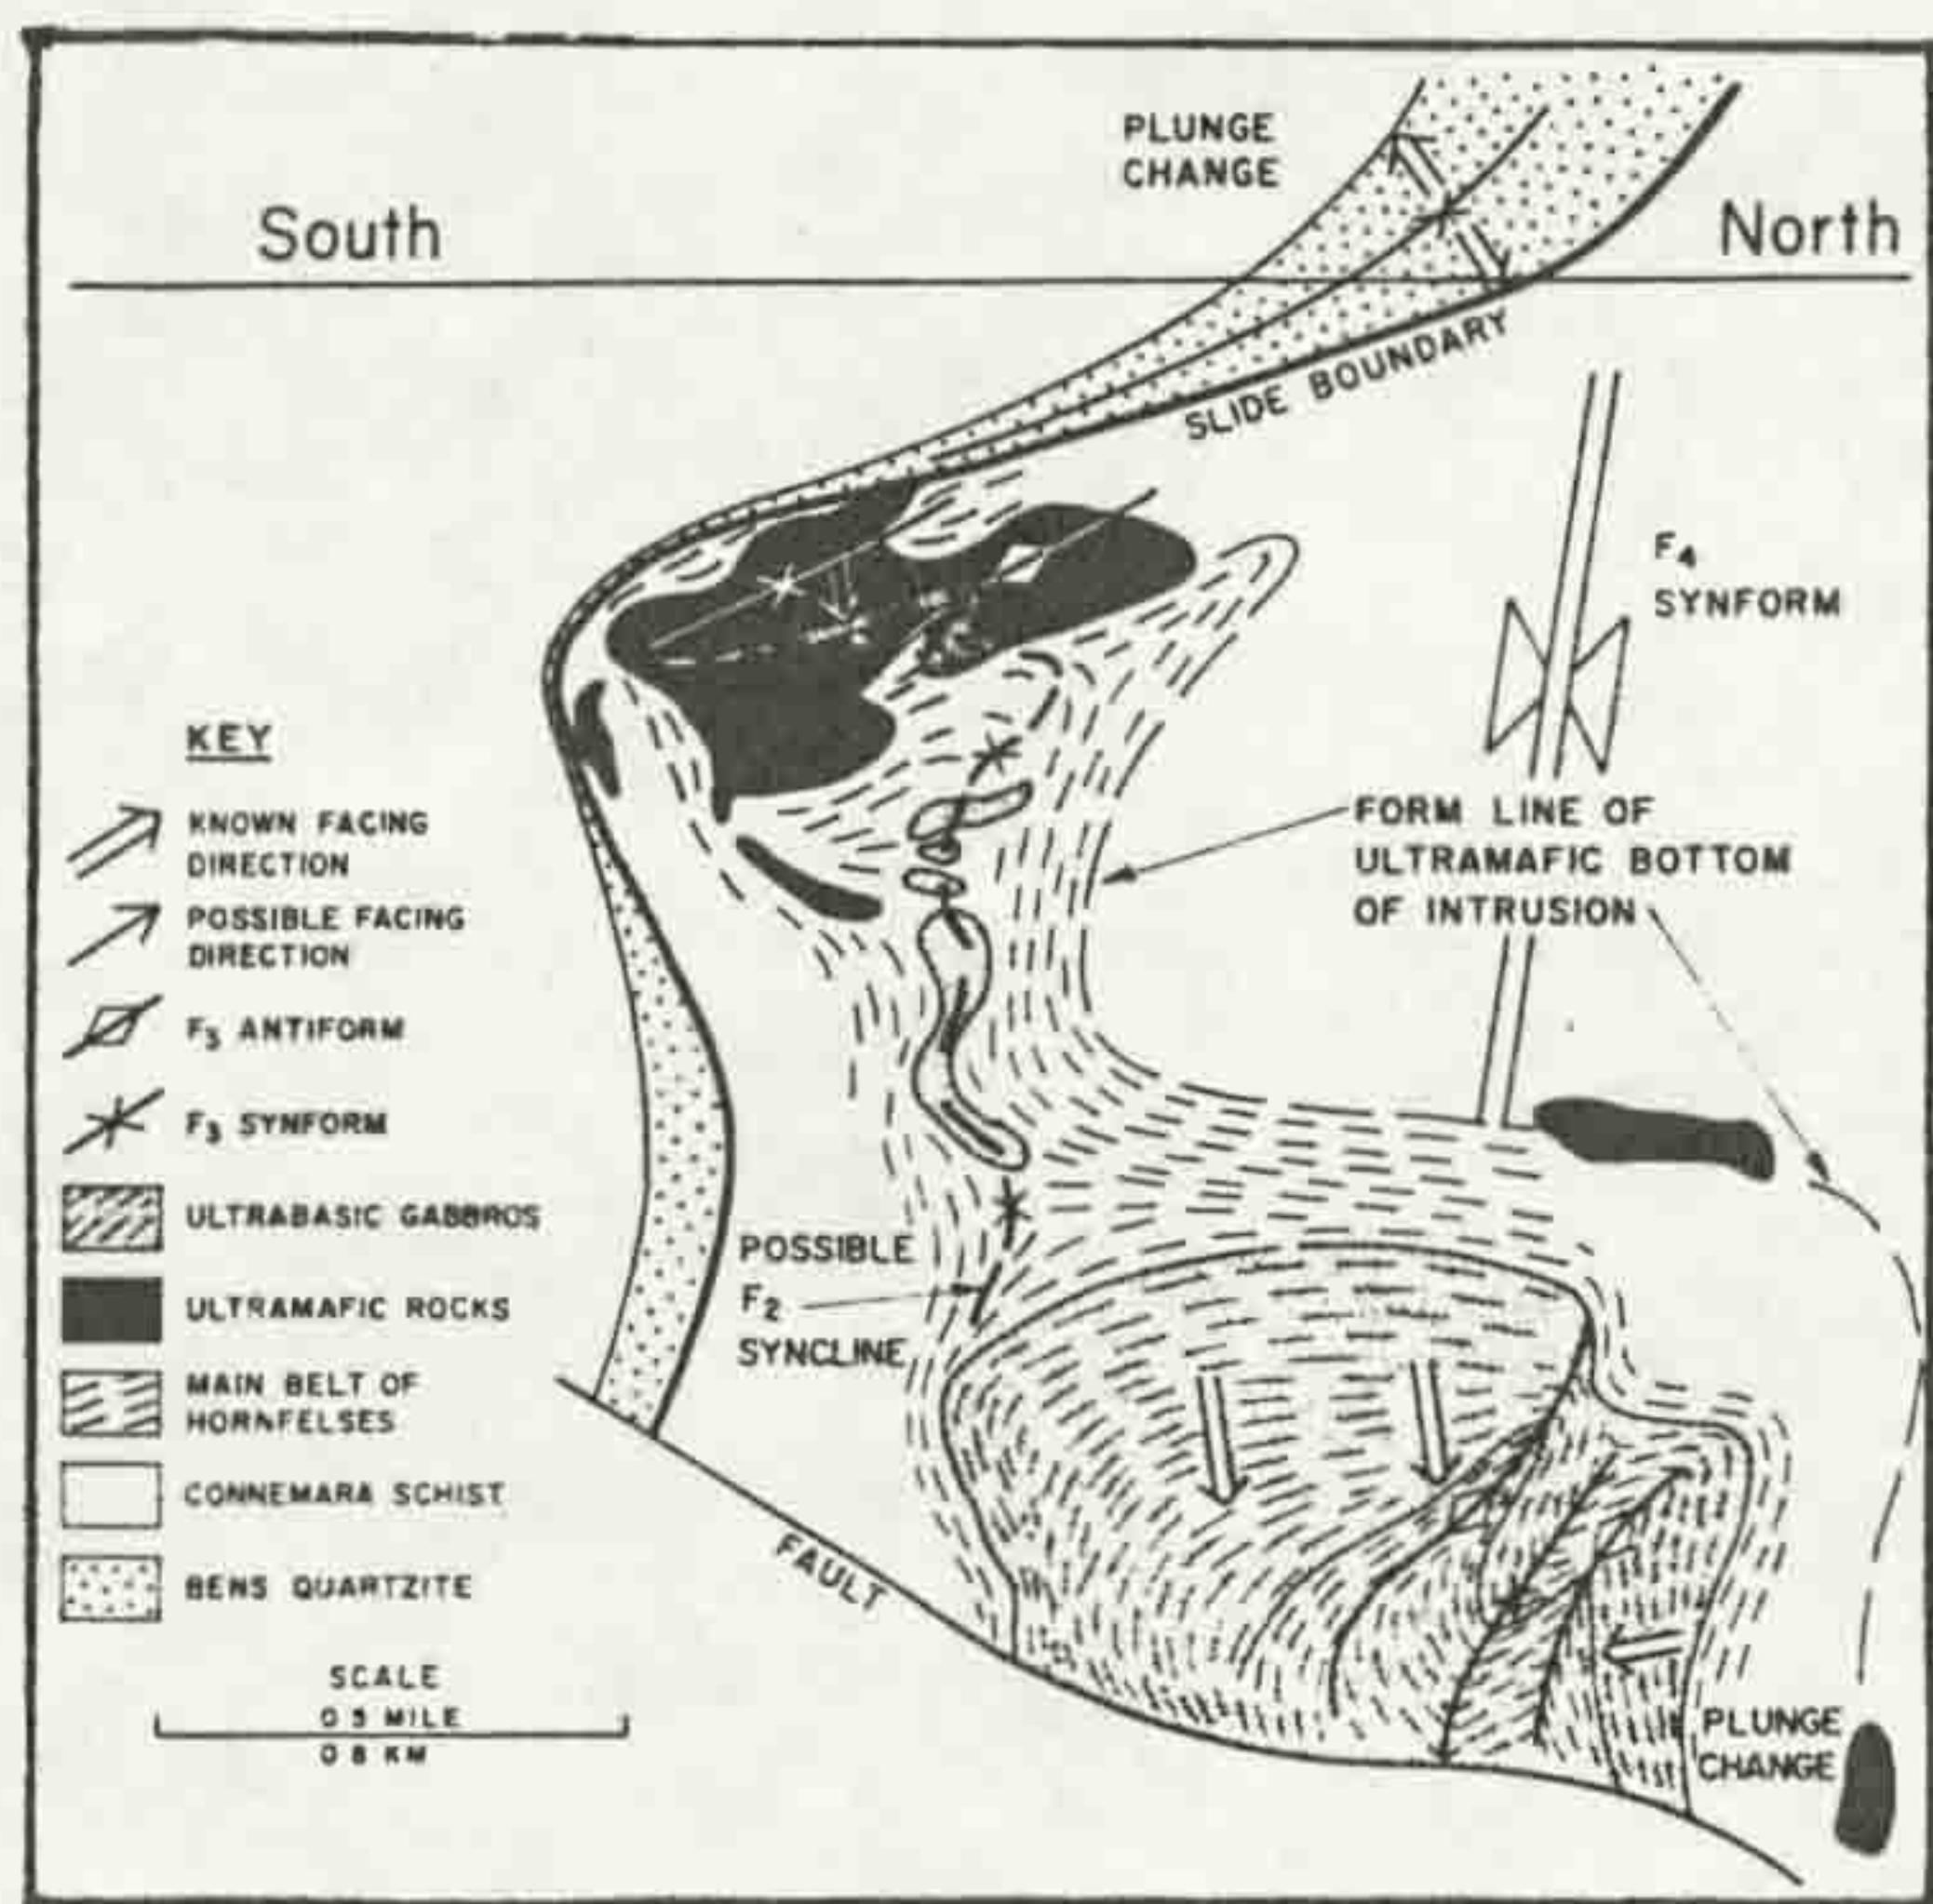 PLUNGE
CHANGE
South
North
SLIDE BOUNDARY
F4
SYNFORM
KEY
KNOWN FACING
DIRECTION
POSSIBLE FACING
DIRECTION
F3 ANTIFORM
F3 SYNFORM
ULTRABASIC GABBROS
ULTRAMAFIC ROCKS
MAIN BELT OF
HORNFELSES
CONNEMARA SCHIST
BENS QUARTZITE
SCALE
0 5 MILE
0 8 KM
FORM LINE OF
ULTRAMAFIC BOTTOM
OF INTRUSION
POSSIBLE
F2
SYNCLINE
FAULT
PLUNGE
CHANGE